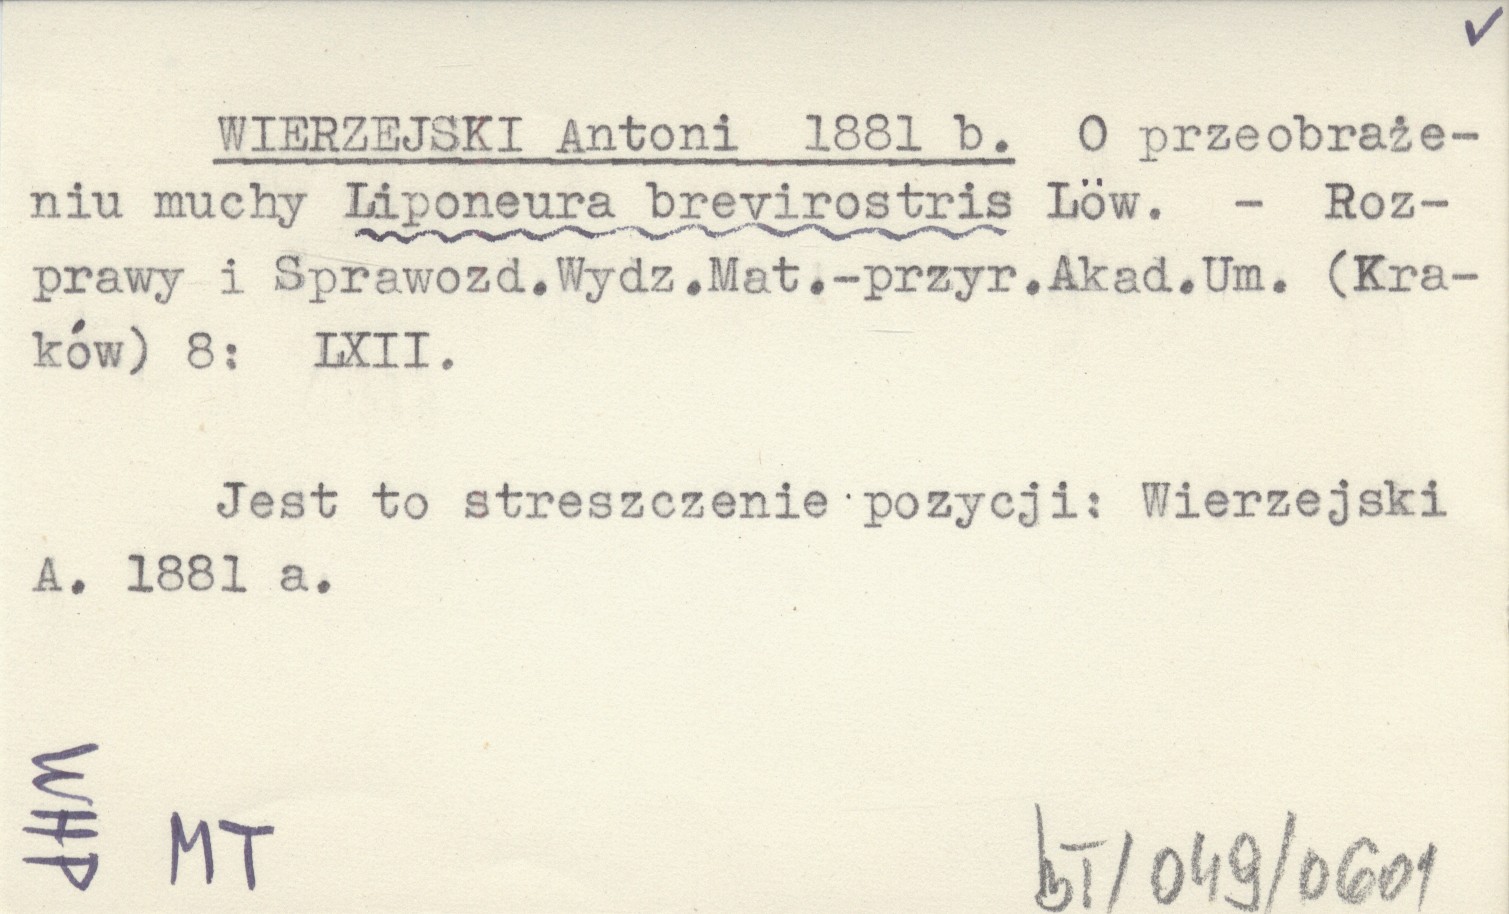 WIERZEJSKI Antoni 1881 b. O przeobraże-
niu muchy Liponeura brevirostris Löw. - Roz-
prawy i Sprawozd.Wydz.Mat.-przyr.Akad.Um. (Kra-
ków) 8: LXII.
Jest to streszczenie pozycji: Wierzejski
A. 1881 a.
WHP
MT
bI/049/0601